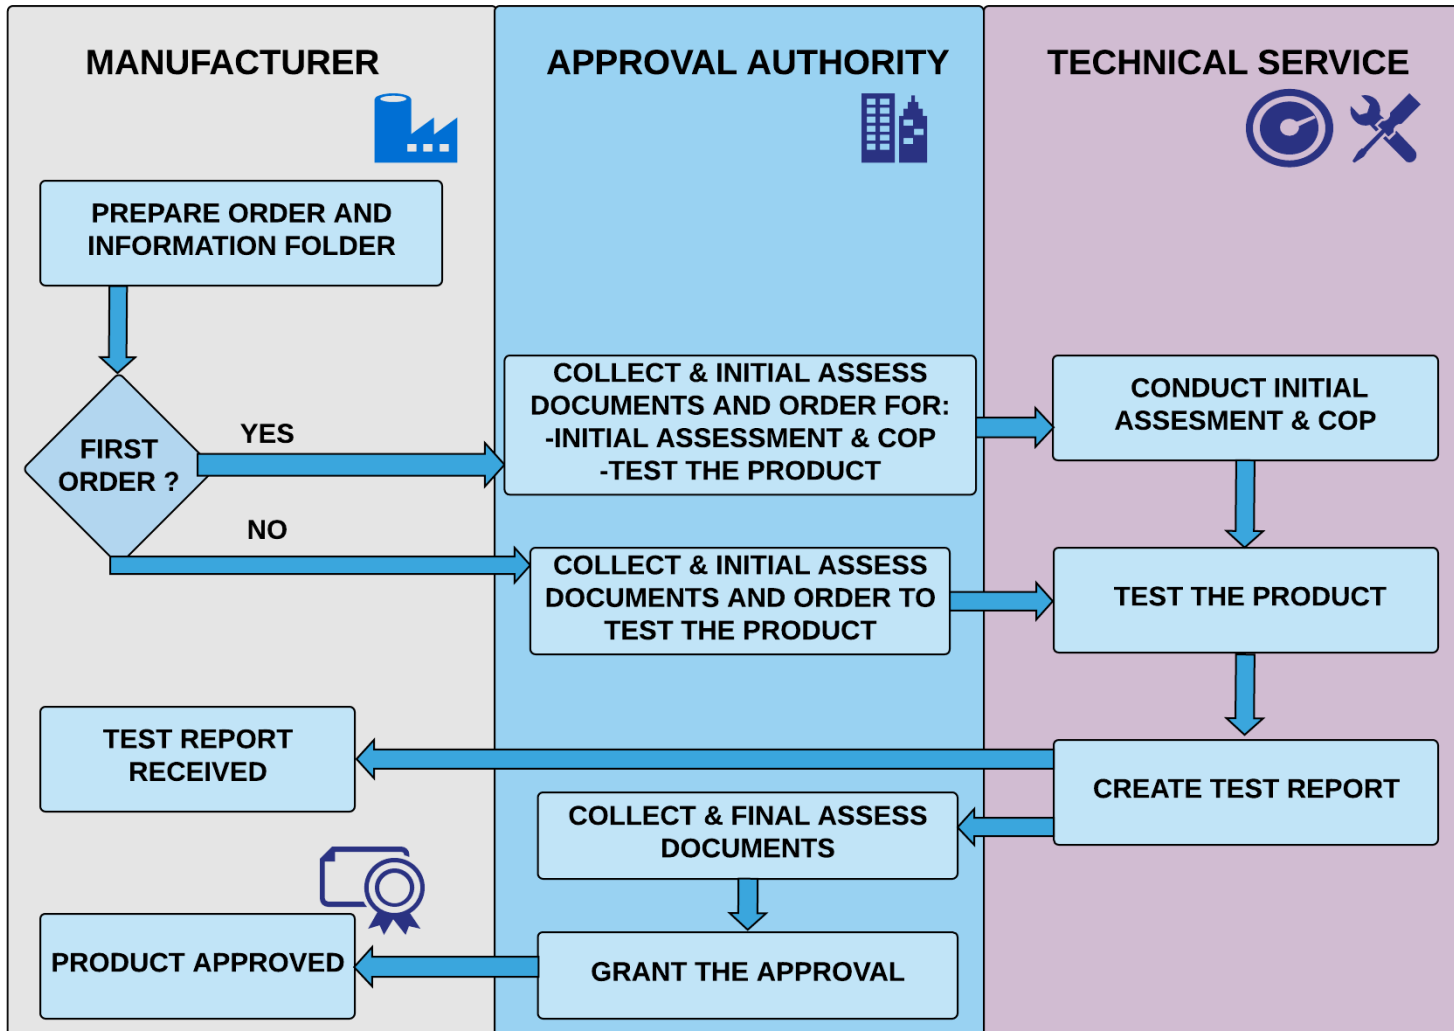 MANUFACTURER
APPROVAL AUTHORITY
TECHNICAL SERVICE
PREPARE ORDER AND
INFORMATION FOLDER
FIRST
ORDER ?
YES
NO
COLLECT & INITIAL ASSESS
DOCUMENTS AND ORDER FOR:
-INITIAL ASSESSMENT & COP
-TEST THE PRODUCT
CONDUCT INITIAL
ASSESMENT & COP
COLLECT & INITIAL ASSESS
DOCUMENTS AND ORDER TO
TEST THE PRODUCT
TEST THE PRODUCT
TEST REPORT
RECEIVED
CREATE TEST REPORT
COLLECT & FINAL ASSESS
DOCUMENTS
PRODUCT APPROVED
GRANT THE APPROVAL